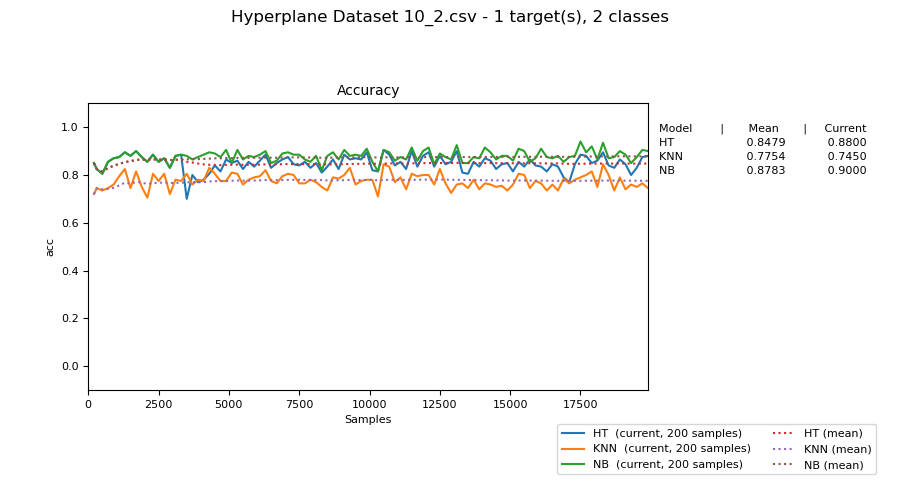 Hyperplane Dataset 10_2.csv - 1 target(s), 2 classes
Accuracy
Model | Mean | Current
HT 0.8479 0.8800
KNN 0.7754 0.7450
NB 0.8783 0.9000
1.0
0.8
0.6
0.4
0.2
0.0
acc
0 2500 5000 7500 10000 12500 15000 17500
Samples
HT (current, 200 samples) HT (mean)
KNN (current, 200 samples) KNN (mean)
NB (current, 200 samples) NB (mean)